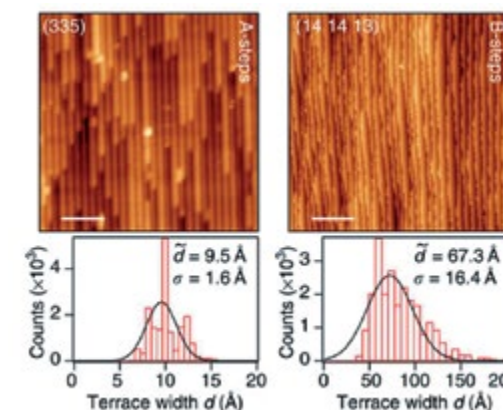 (335)
A-steps
(14 14 13)
B-steps
d̃ = 9.5 Å
σ = 1.6 Å
Counts (×10³)
4
2
0
0 5 10 15 20
Terrace width d (Å)
d̃ = 67.3 Å
σ = 16.4 Å
Counts (×10³)
3
2
1
0
0 50 100 150 200
Terrace width d (Å)